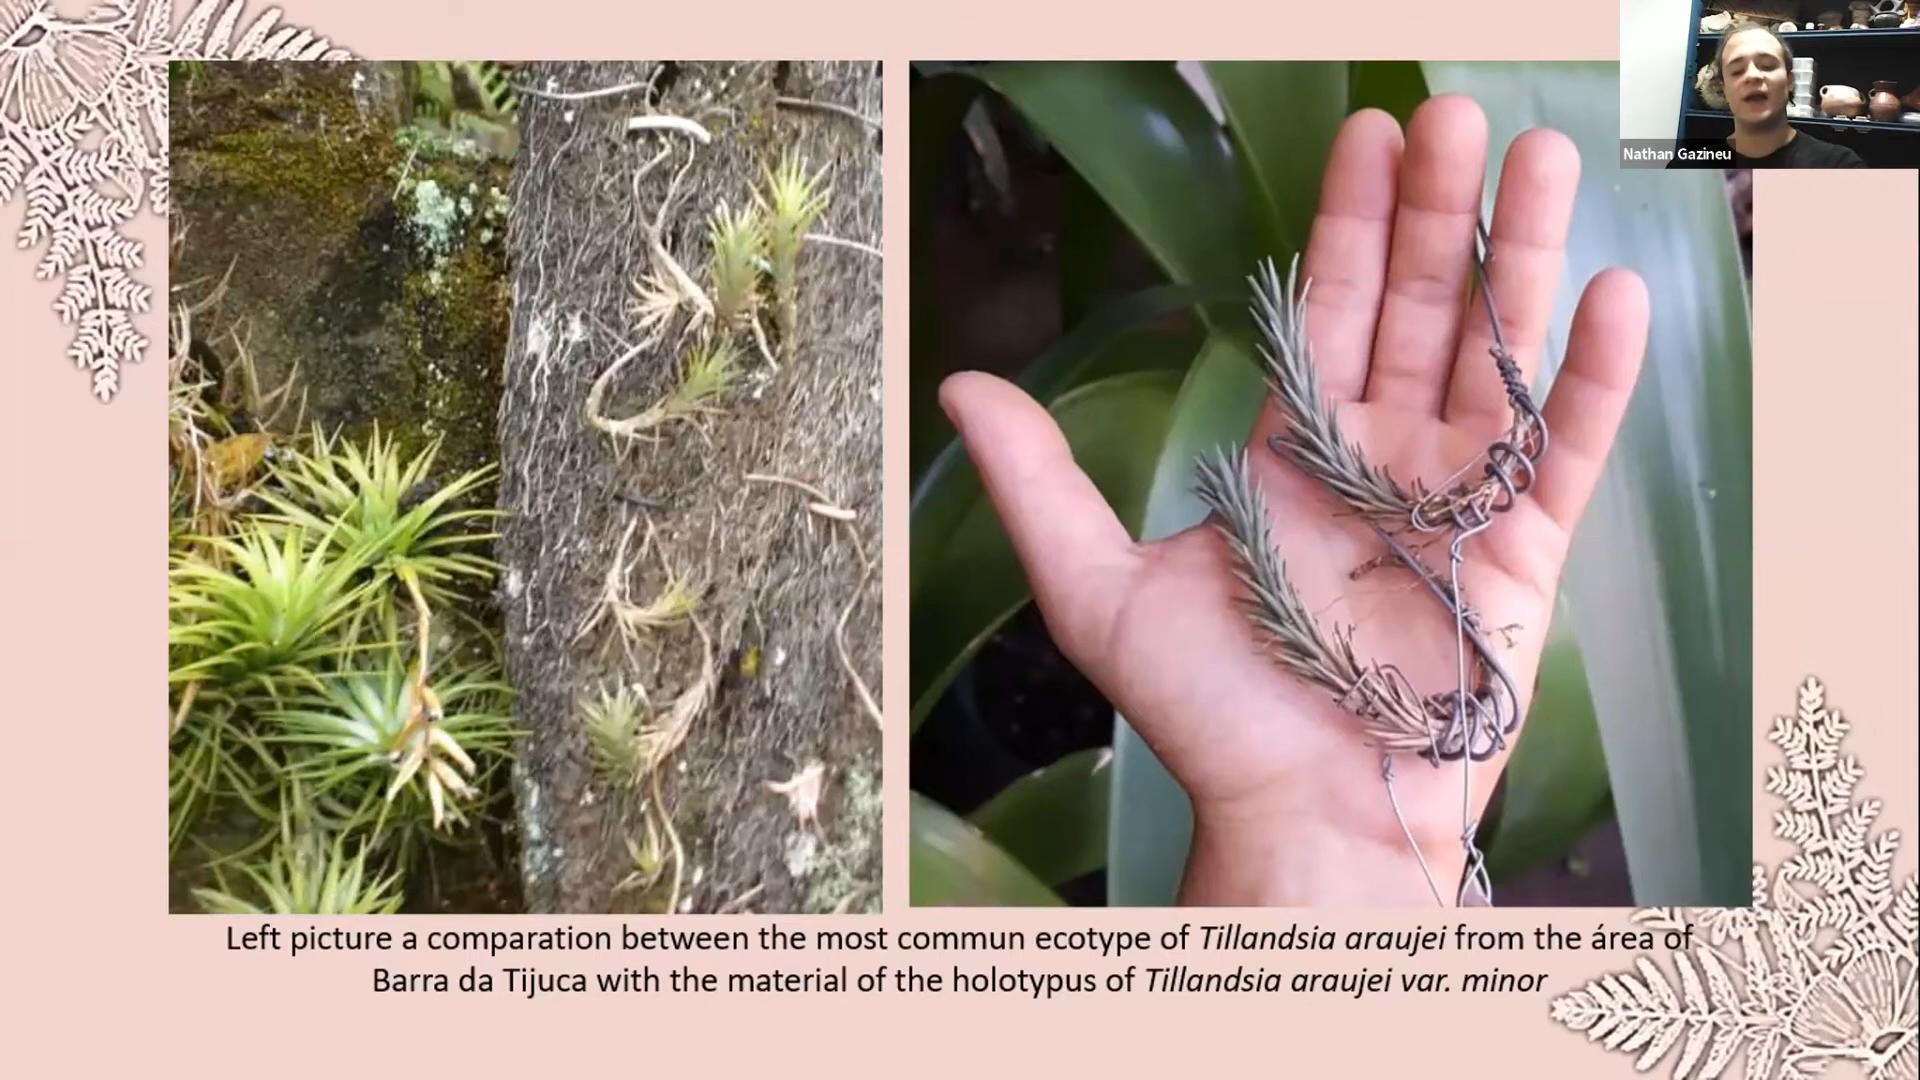 Nathan Gazineu
Left picture a comparation between the most commun ecotype of Tillandsia araujei from the área of
Barra da Tijuca with the material of the holotypus of Tillandsia araujei var. minor